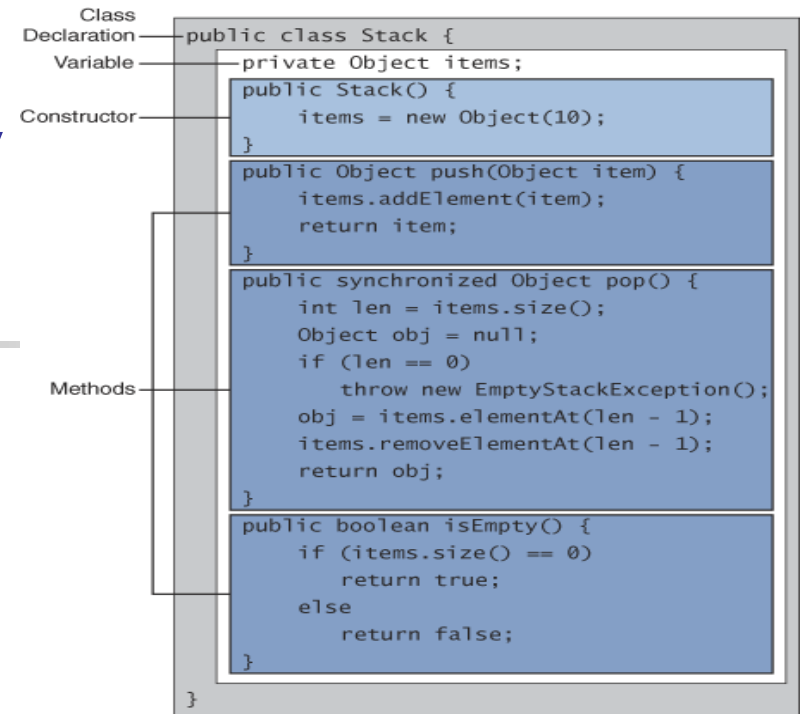 Class
Declaration
public class Stack {
Variable
private Object items;
public Stack() {
Constructor
items = new Object(10);
}
public Object push(Object item) {
items.addElement(item);
return item;
}
public synchronized Object pop() {
int len = items.size();
Object obj = null;
if (len == 0)
Methods
throw new EmptyStackException();
obj = items.elementAt(len - 1);
items.removeElementAt(len - 1);
return obj;
}
public boolean isEmpty() {
if (items.size() == 0)
return true;
else
return false;
}
}